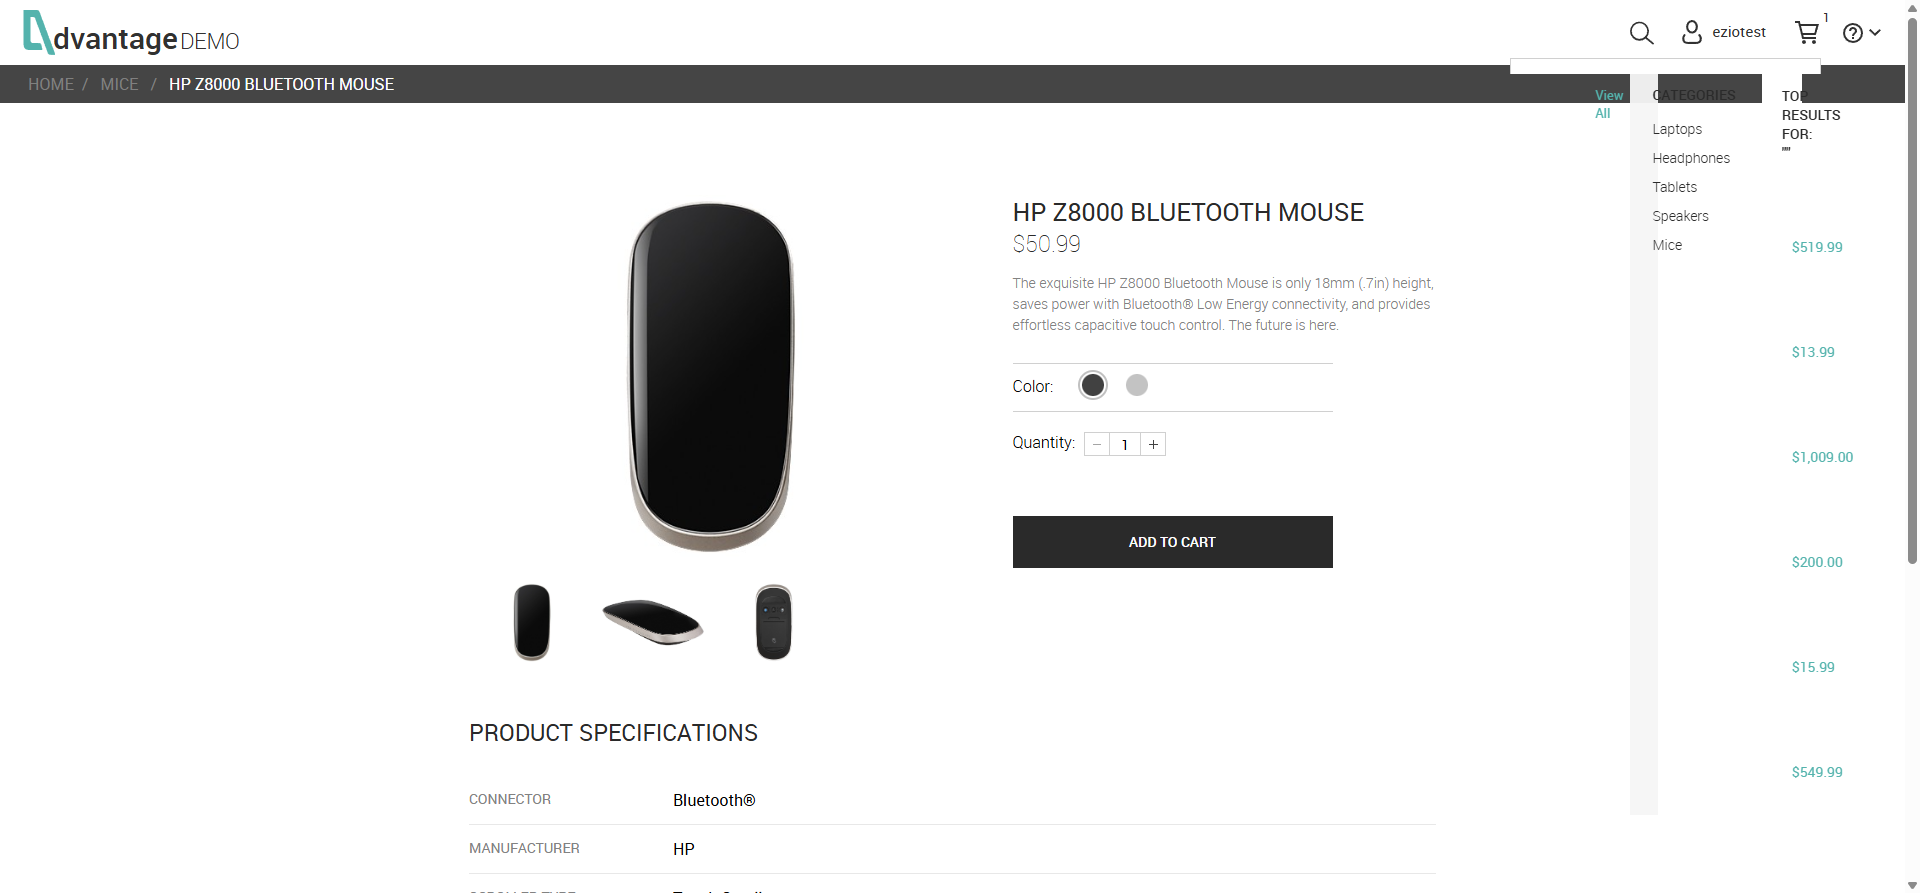 dvantage DEMO
eziotest
1
HOME / MICE / HP Z8000 BLUETOOTH MOUSE
View
All
CATEGORIES
Laptops
Headphones
Tablets
Speakers
Mice
TOP
RESULTS
FOR:
""
$519.99
$13.99
$1,009.00
$200.00
$15.99
$549.99
HP Z8000 BLUETOOTH MOUSE
$50.99
The exquisite HP Z8000 Bluetooth Mouse is only 18mm (.7in) height,
saves power with Bluetooth® Low Energy connectivity, and provides
effortless capacitive touch control. The future is here.
Color:
Quantity: − 1 +
ADD TO CART
PRODUCT SPECIFICATIONS
CONNECTOR Bluetooth®
MANUFACTURER HP